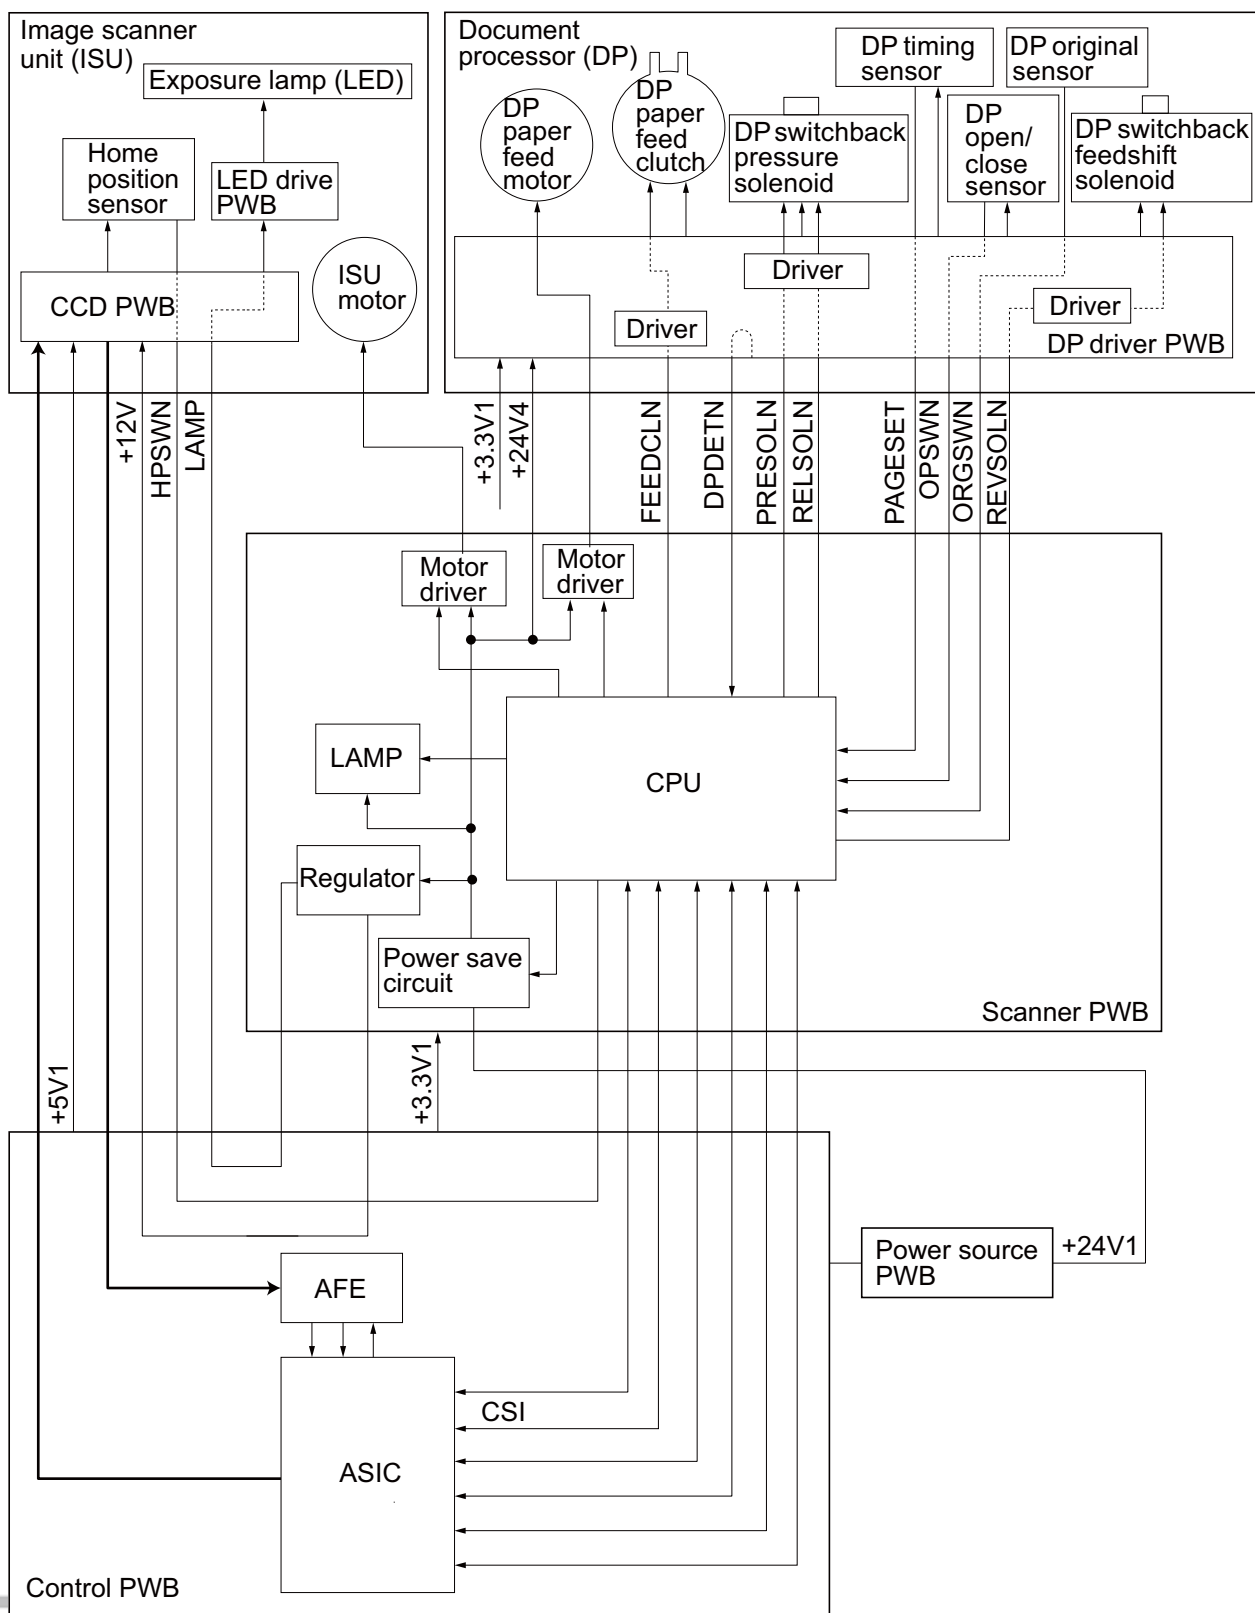 Image scanner
unit (ISU)
Exposure lamp (LED)
Home
position
sensor
LED drive
PWB
ISU
motor
CCD PWB
Document
processor (DP)
DP
paper
feed
motor
DP
paper
feed
clutch
DP switchback
pressure
solenoid
DP timing
sensor
DP original
sensor
DP
open/
close
sensor
DP switchback
feedshift
solenoid
Driver
Driver
Driver
DP driver PWB
+12V
HPSWN
LAMP
+3.3V1
+24V4
FEEDCLN
DPDETN
PRESOLN
RELSOLN
PAGESET
OPSWN
ORGSWN
REVSOLN
Motor
driver
Motor
driver
LAMP
CPU
Regulator
Power save
circuit
Scanner PWB
+5V1
+3.3V1
Power source
PWB
+24V1
AFE
CSI
ASIC
Control PWB